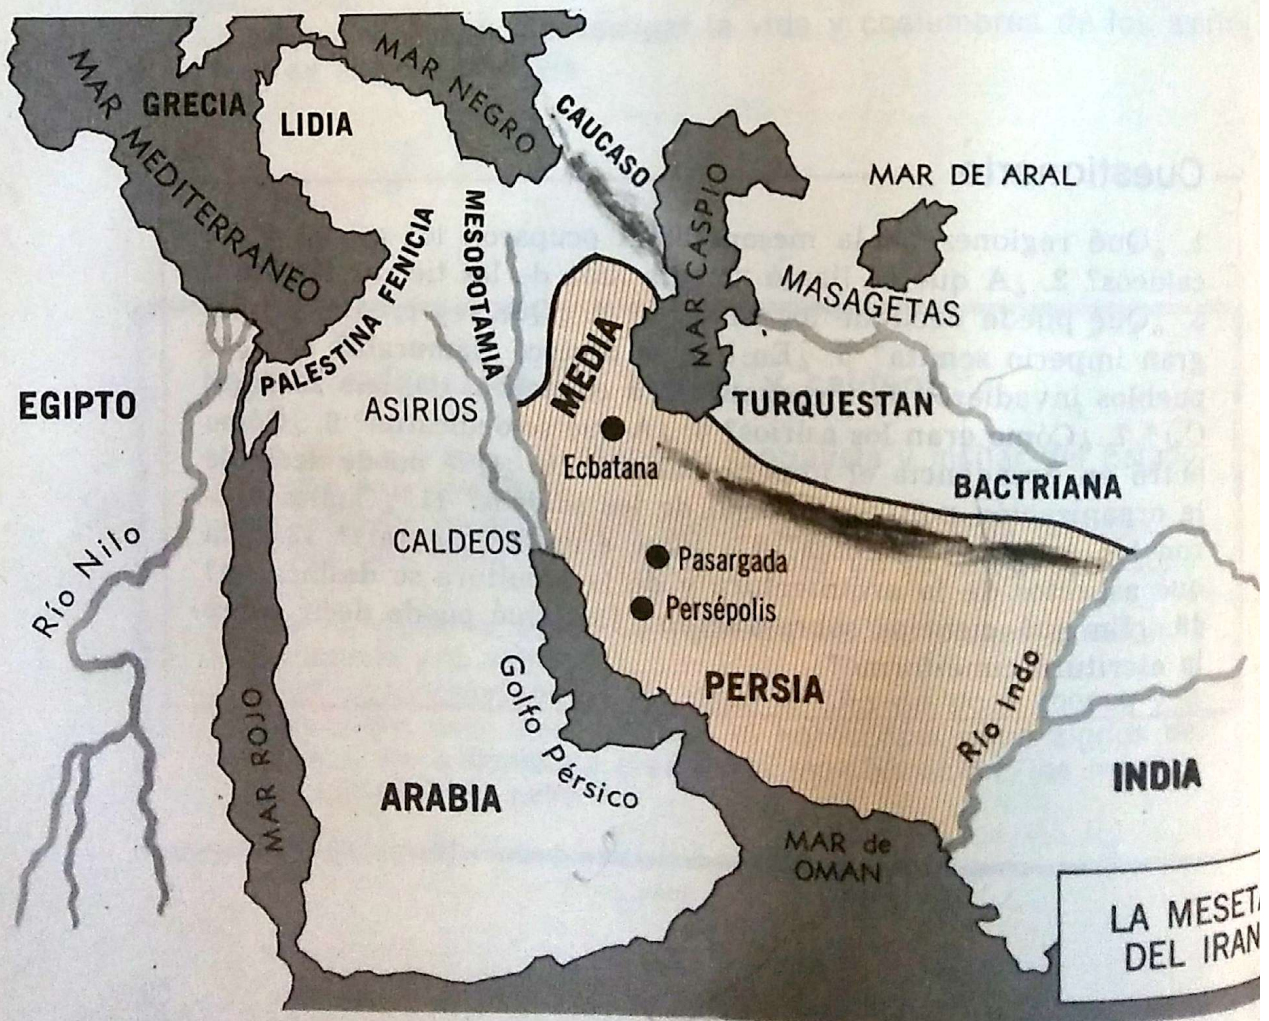 MAR MEDITERRANEO
GRECIA
LIDIA
MAR NEGRO
CAUCASO
MAR CASPIO
MAR DE ARAL
MASAGETAS
MESOPOTAMIA
FENICIA
PALESTINA
EGIPTO
ASIRIOS
MEDIA
TURQUESTAN
Ecbatana
BACTRIANA
CALDEOS
Pasargada
Río Nilo
Persépolis
Golfo Pérsico
PERSIA
Río Indo
MAR ROJO
ARABIA
INDIA
MAR de
OMAN
LA MESETA
DEL IRAN